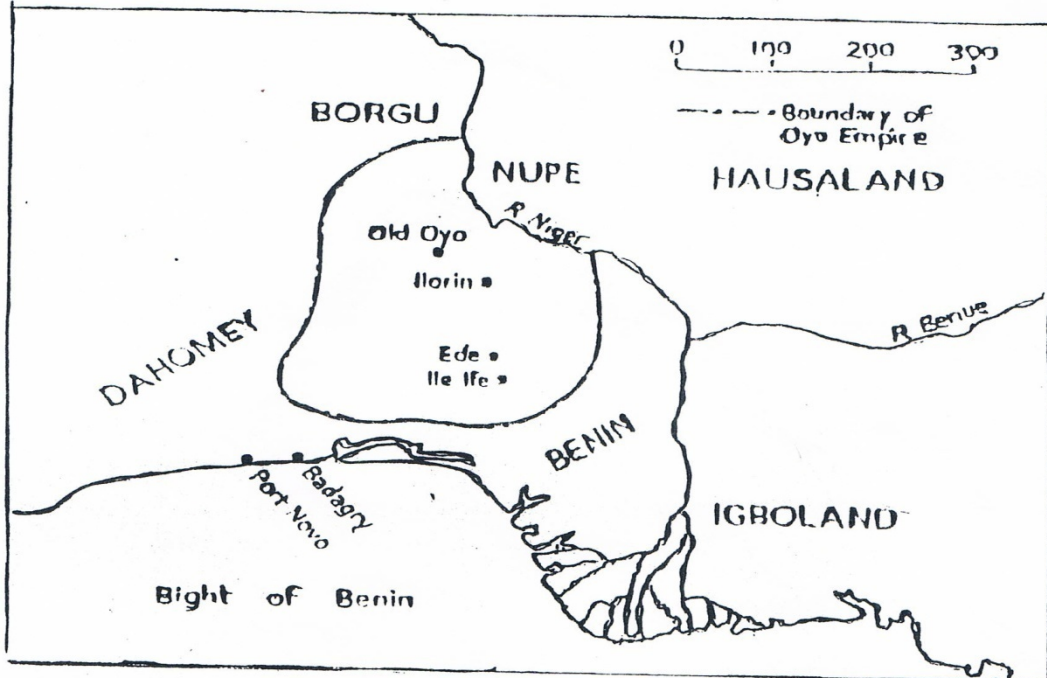 0 100 200 300
Boundary of
Oyo Empire
BORGU
NUPE
HAUSALAND
R Niger
Old Oyo
Ilorin
R Benue
DAHOMEY
Ede
Ile Ife
BENIN
Port Novo
Badagry
IGBOLAND
Bight of Benin